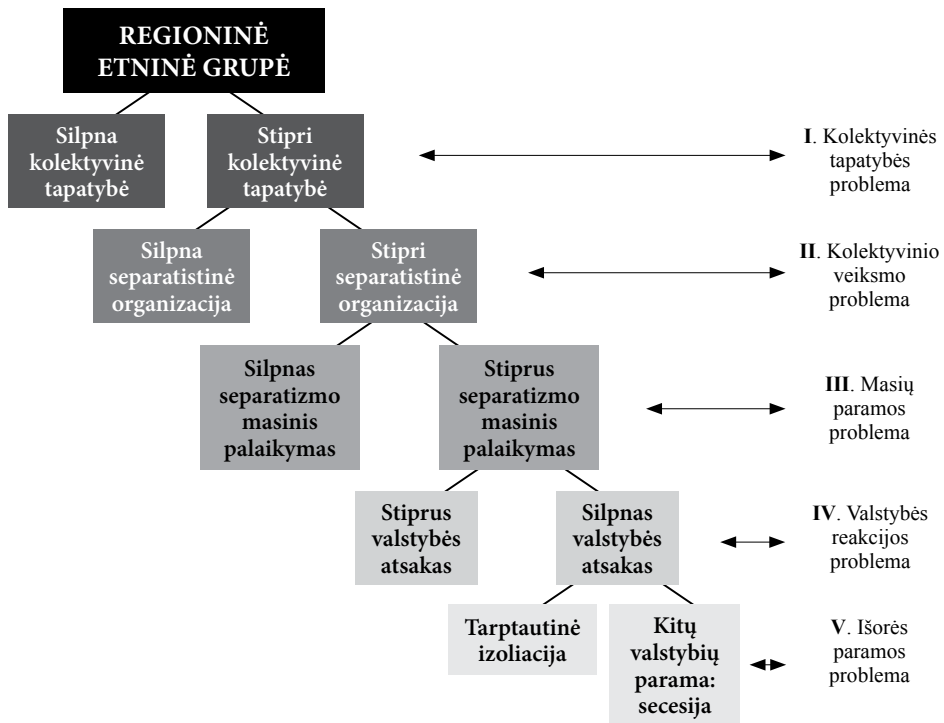 REGIONINĖ
ETNINĖ GRUPĖ
Silpna
kolektyvinė
tapatybė
Stipri
kolektyvinė
tapatybė
I. Kolektyvinės
tapatybės
problema
Silpna
separatistinė
organizacija
Stipri
separatistinė
organizacija
II. Kolektyvinio
veiksmo
problema
Silpnas
separatizmo
masinis
palaikymas
Stiprus
separatizmo
masinis
palaikymas
III. Masių
paramos
problema
Stiprus
valstybės
atsakas
Silpnas
valstybės
atsakas
IV. Valstybės
reakcijos
problema
Tarptautinė
izoliacija
Kitų
valstybių
parama:
secesija
V. Išorės
paramos
problema